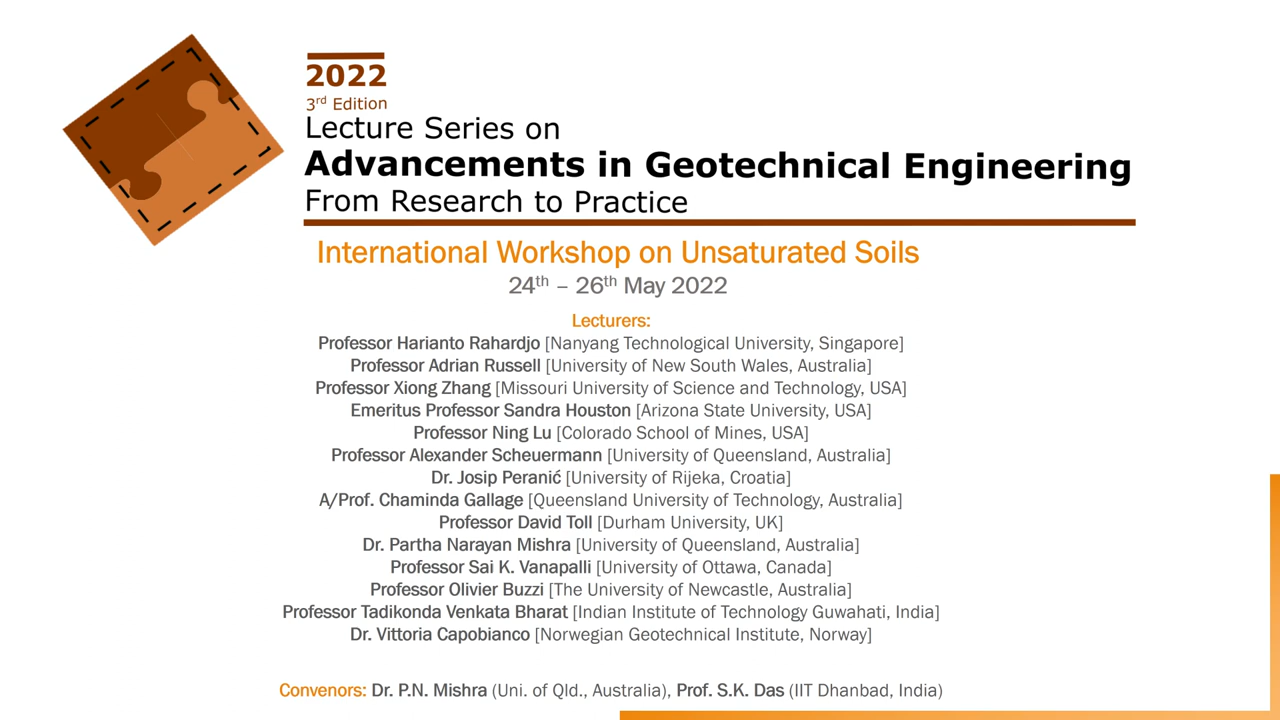 2022
3rd Edition
Lecture Series on
Advancements in Geotechnical Engineering
From Research to Practice
International Workshop on Unsaturated Soils
24th – 26th May 2022
Lecturers:
Professor Harianto Rahardjo [Nanyang Technological University, Singapore]
Professor Adrian Russell [University of New South Wales, Australia]
Professor Xiong Zhang [Missouri University of Science and Technology, USA]
Emeritus Professor Sandra Houston [Arizona State University, USA]
Professor Ning Lu [Colorado School of Mines, USA]
Professor Alexander Scheuermann [University of Queensland, Australia]
Dr. Josip Peranić [University of Rijeka, Croatia]
A/Prof. Chaminda Gallage [Queensland University of Technology, Australia]
Professor David Toll [Durham University, UK]
Dr. Partha Narayan Mishra [University of Queensland, Australia]
Professor Sai K. Vanapalli [University of Ottawa, Canada]
Professor Olivier Buzzi [The University of Newcastle, Australia]
Professor Tadikonda Venkata Bharat [Indian Institute of Technology Guwahati, India]
Dr. Vittoria Capobianco [Norwegian Geotechnical Institute, Norway]
Convenors: Dr. P.N. Mishra (Uni. of Qld., Australia), Prof. S.K. Das (IIT Dhanbad, India)